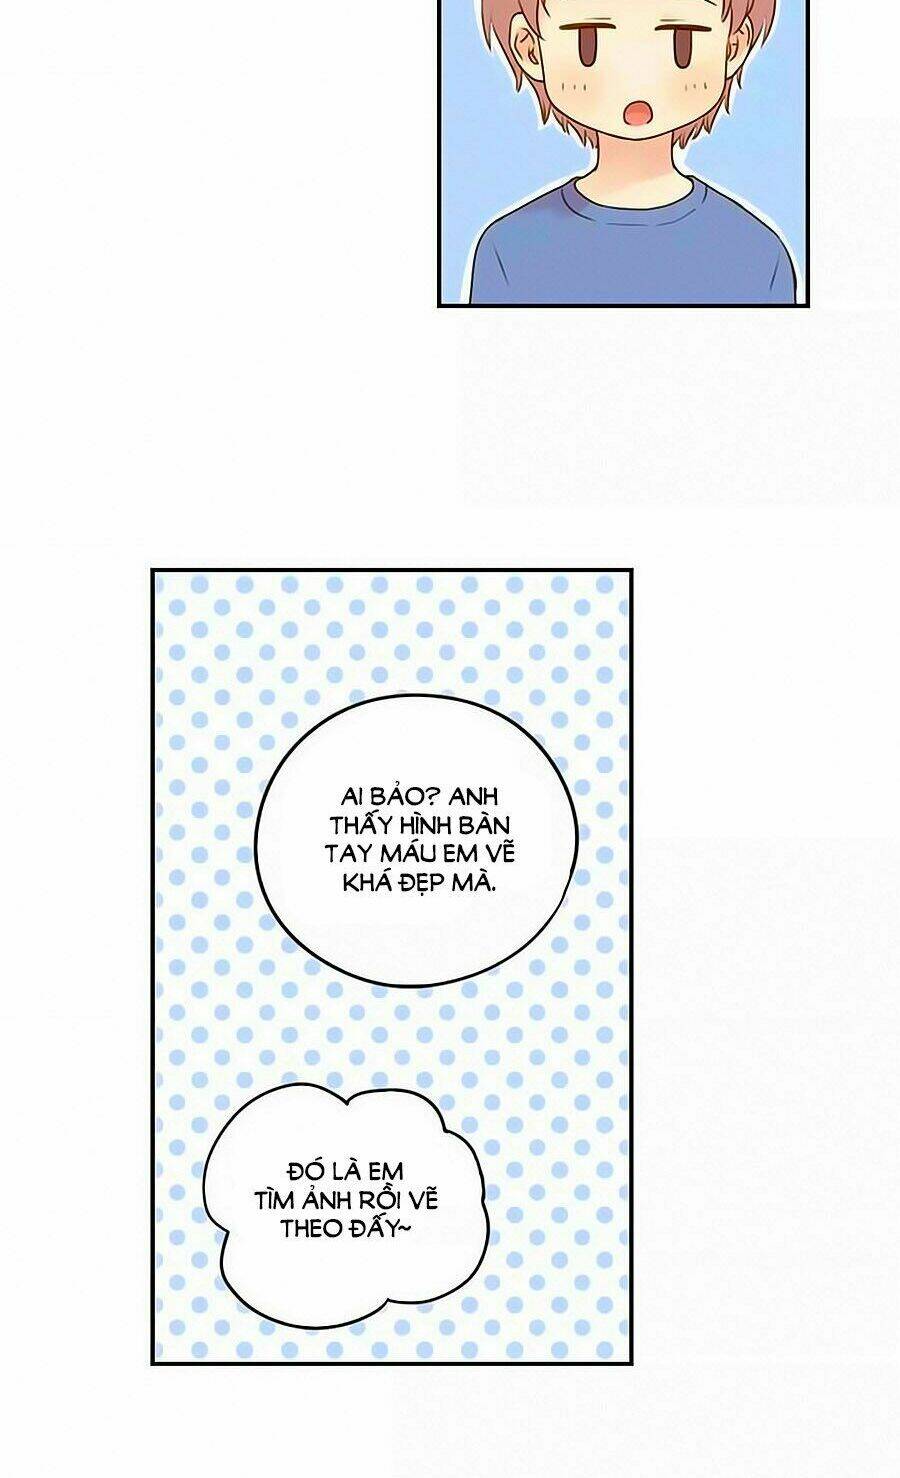 AI BẢO? ANH
THẤY HÌNH BÀN
TAY MÁU EM VẼ
KHÁ ĐẸP MÀ.
ĐÓ LÀ EM
TÌM ẢNH RỒI VẼ
THEO ĐẤY~